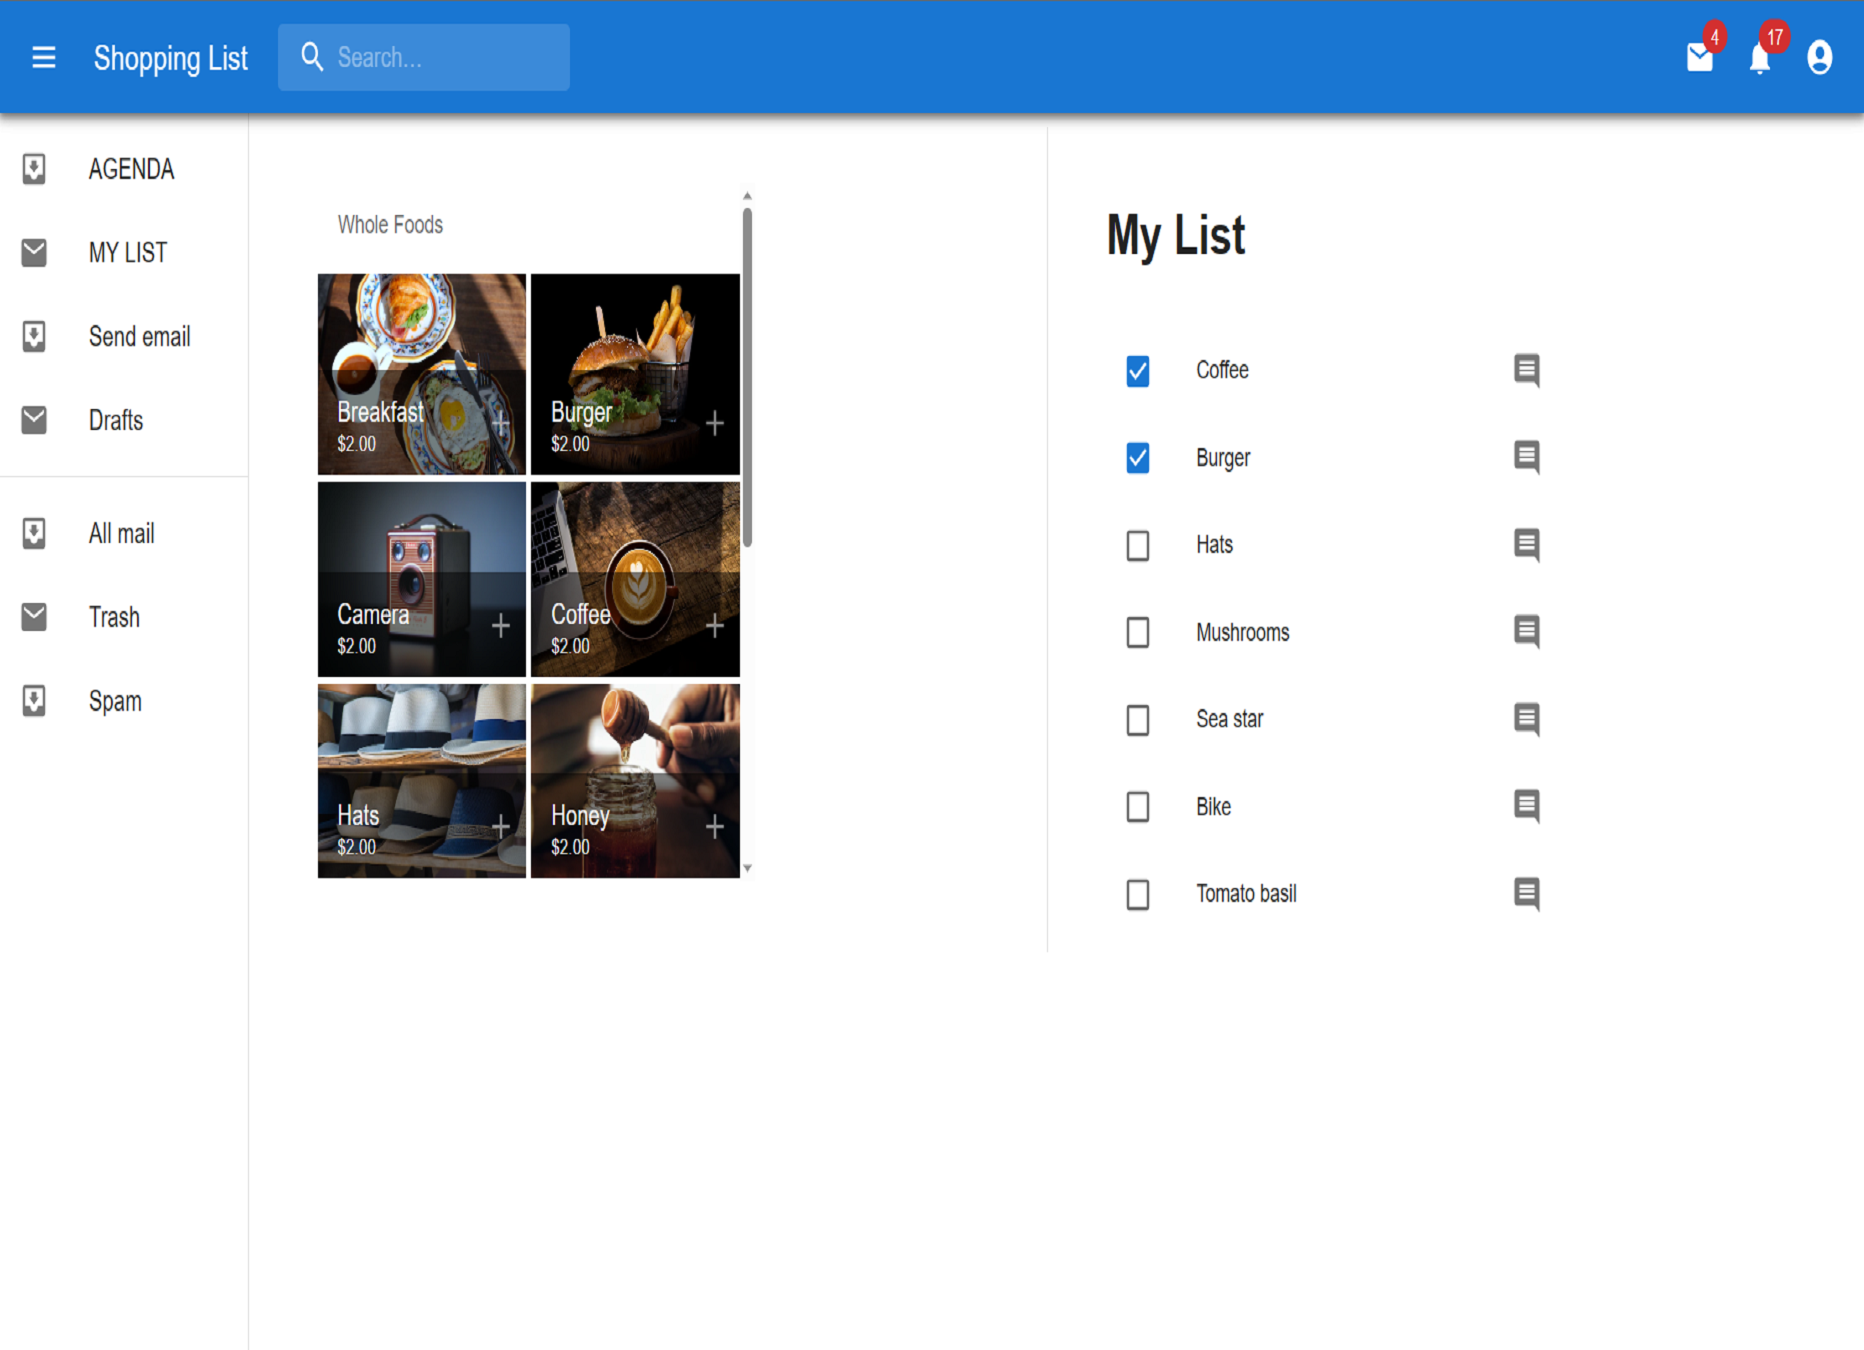 Shopping List
Search...
4
17
AGENDA
MY LIST
Send email
Drafts
All mail
Trash
Spam
Whole Foods
Breakfast
$2.00
Burger
$2.00
Camera
$2.00
Coffee
$2.00
Hats
$2.00
Honey
$2.00
My List
Coffee
Burger
Hats
Mushrooms
Sea star
Bike
Tomato basil